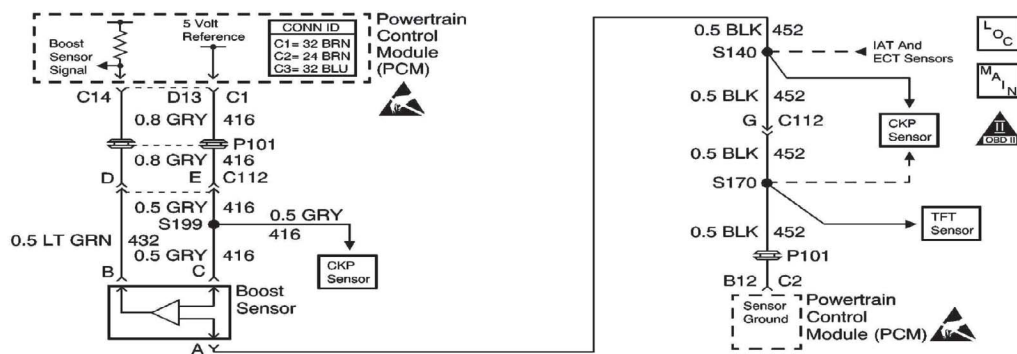 5 Volt
Reference
Boost
Sensor
Signal
CONN ID
C1= 32 BRN
C2= 24 BRN
C3= 32 BLU
Powertrain
Control
Module
(PCM)
C14
D13
C1
0.8 GRY
416
P101
0.8 GRY
416
D
E
C112
0.5 GRY
416
S199
0.5 GRY
416
0.5 LT GRN
432
0.5 GRY
416
B
C
CKP
Sensor
Boost
Sensor
A
0.5 BLK
452
S140
IAT And
ECT Sensors
0.5 BLK
452
G
C112
CKP
Sensor
0.5 BLK
452
S170
TFT
Sensor
0.5 BLK
452
P101
B12
C2
Sensor
Ground
Powertrain
Control
Module (PCM)
LOC
MAIN
II
OBD II